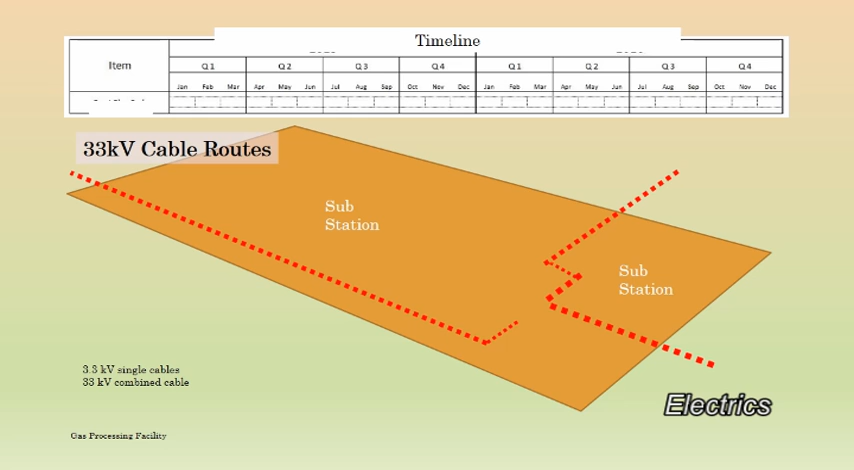 Timeline
Item
Q1 Q2 Q3 Q4 Q1 Q2 Q3 Q4
Jan Feb Mar Apr May Jun Jul Aug Sep Oct Nov Dec Jan Feb Mar Apr May Jun Jul Aug Sep Oct Nov Dec
33kV Cable Routes
Sub
Station
Sub
Station
3.3 kV single cables
33 kV combined cable
Electrics
Gas Processing Facility